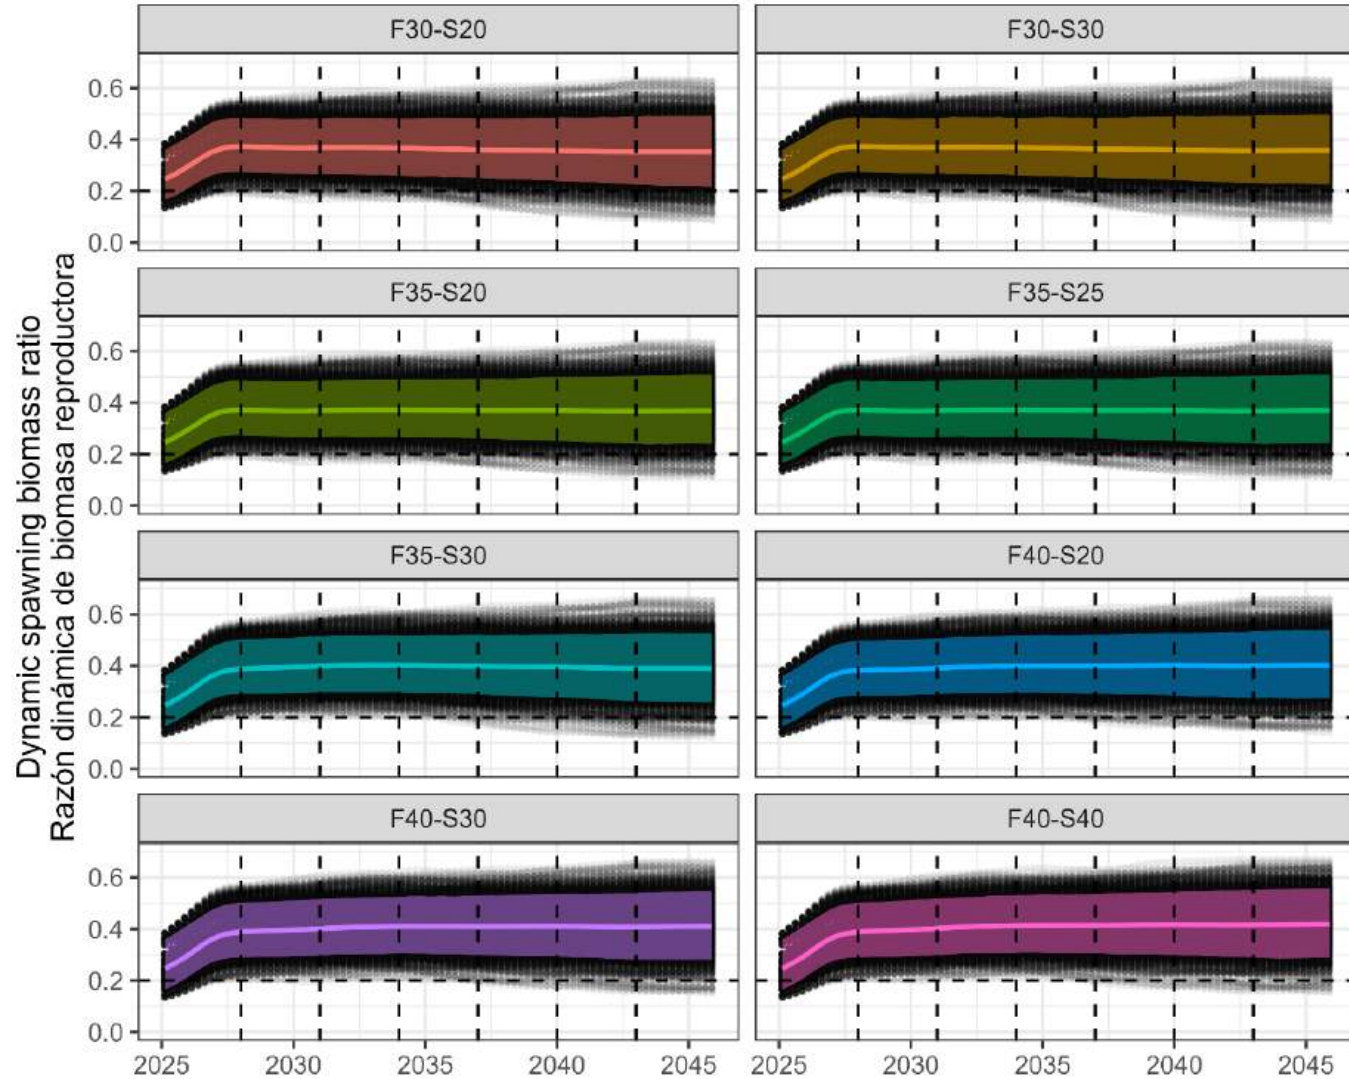 Dynamic spawning biomass ratio
Razón dinámica de biomasa reproductora
F30-S20
F30-S30
0.6
0.4
0.2
0.0
F35-S20
F35-S25
0.6
0.4
0.2
0.0
F35-S30
F40-S20
0.6
0.4
0.2
0.0
F40-S30
F40-S40
0.6
0.4
0.2
0.0
2025 2030 2035 2040 2045
2025 2030 2035 2040 2045